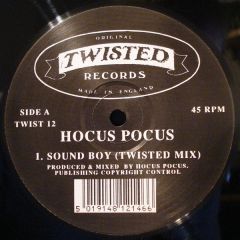 ORIGINAL
TWISTED
RECORDS
MADE IN ENGLAND
SIDE A
TWIST 12
45 RPM
HOCUS POCUS
1. SOUND BOY (TWISTED MIX)
PRODUCED & MIXED BY HOCUS POCUS.
PUBLISHING COPYRIGHT CONTROL
5 019148 121466